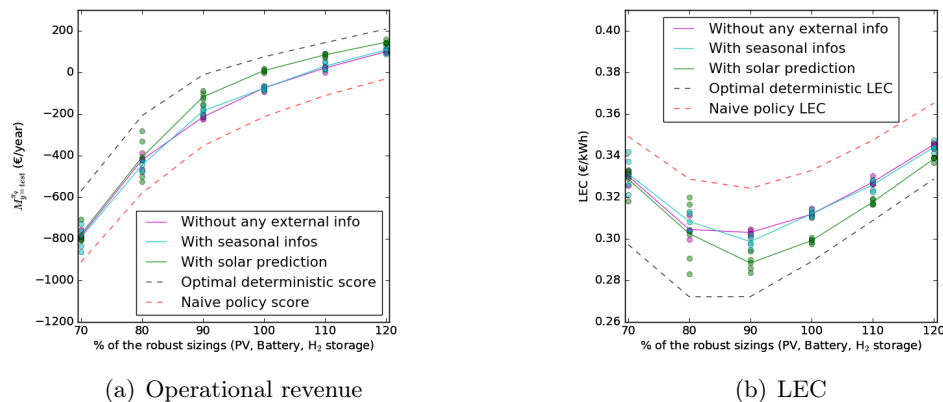 200
0
−200
−400
−600
−800
−1000
−1200
M^{π_q}_{y=test} (€/year)
Without any external info
With seasonal infos
With solar prediction
Optimal deterministic score
Naive policy score
70 80 90 100 110 120
% of the robust sizings (PV, Battery, H₂ storage)
(a) Operational revenue
0.40
0.38
0.36
0.34
0.32
0.30
0.28
0.26
LEC (€/kWh)
Without any external info
With seasonal infos
With solar prediction
Optimal deterministic LEC
Naive policy LEC
70 80 90 100 110 120
% of the robust sizings (PV, Battery, H₂ storage)
(b) LEC